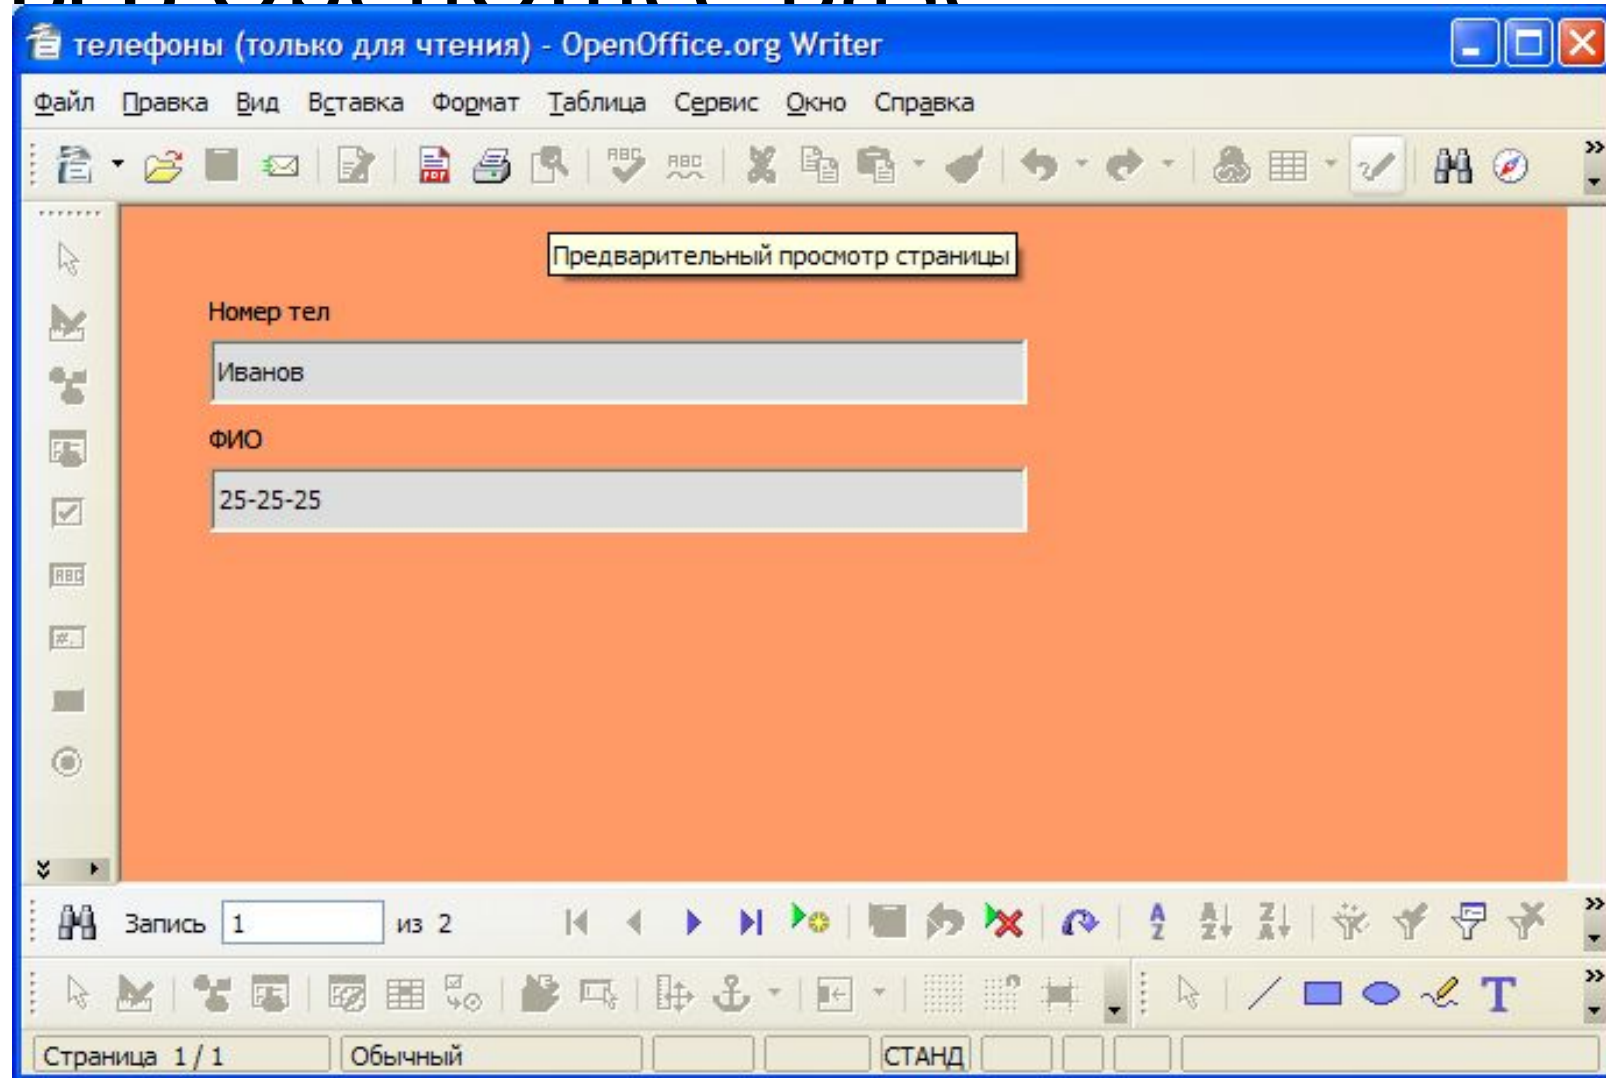 телефоны (только для чтения) - OpenOffice.org Writer
Файл Правка Вид Вставка Формат Таблица Сервис Окно Справка
Предварительный просмотр страницы
Номер тел
Иванов
ФИО
25-25-25
Запись 1 из 2
Страница 1 / 1 Обычный СТАНД